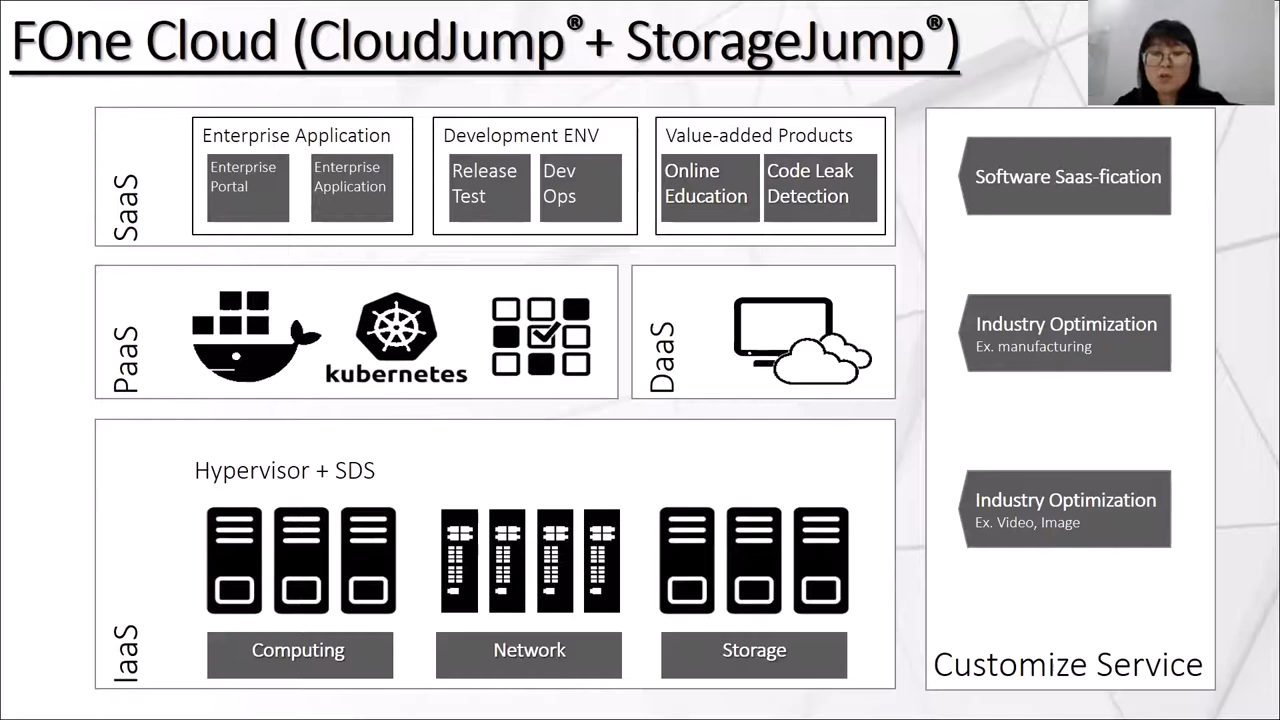 FOne Cloud (CloudJump®+ StorageJump®)
SaaS
Enterprise Application
Enterprise
Portal
Enterprise
Application
Development ENV
Release
Test
Dev
Ops
Value-added Products
Online
Education
Code Leak
Detection
PaaS
kubernetes
DaaS
IaaS
Hypervisor + SDS
Computing
Network
Storage
Software Saas-fication
Industry Optimization
Ex. manufacturing
Industry Optimization
Ex. Video, Image
Customize Service